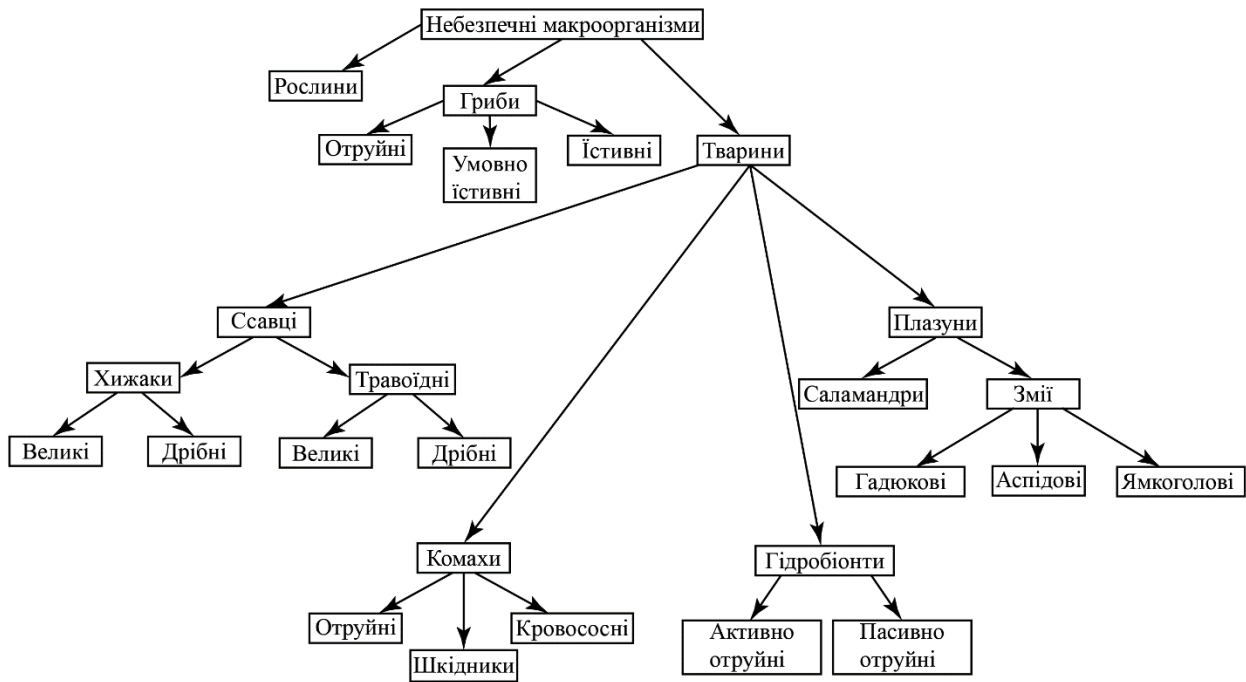 Небезпечні макроорганізми
Рослини
Гриби
Отруйні
Умовно
їстивні
Їстивні
Тварини
Ссавці
Хижаки
Травоїдні
Великі
Дрібні
Великі
Дрібні
Плазуни
Саламандри
Змії
Гадюкові
Аспідові
Ямкоголові
Комахи
Отруйні
Шкідники
Кровососні
Гідробіонти
Активно
отруйні
Пасивно
отруйні